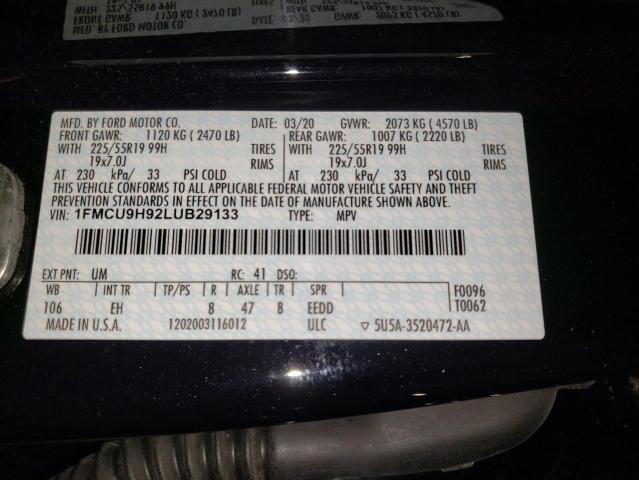 MFD. BY FORD MOTOR CO. DATE: 03/20 GVWR: 2073 KG (4570 LB)
FRONT GAWR: 1120 KG (2470 LB) REAR GAWR: 1007 KG (2220 LB)
WITH 225/55R19 99H TIRES WITH 225/55R19 99H TIRES
19x7.0J RIMS 19x7.0J RIMS
AT 230 kPa/ 33 PSI COLD AT 230 kPa/ 33 PSI COLD
THIS VEHICLE CONFORMS TO ALL APPLICABLE FEDERAL MOTOR VEHICLE SAFETY AND THEFT
PREVENTION STANDARDS IN EFFECT ON THE DATE OF MANUFACTURE SHOWN ABOVE.
VIN: 1FMCU9H92LUB29133 TYPE: MPV
EXT PNT: UM RC: 41 DSO:
WB INT TR TP/PS R AXLE TR SPR F0096
106 EH 8 47 8 EEDD T0062
MADE IN U.S.A. 1202003116012 ULC ▽ 5U5A-3520472-AA